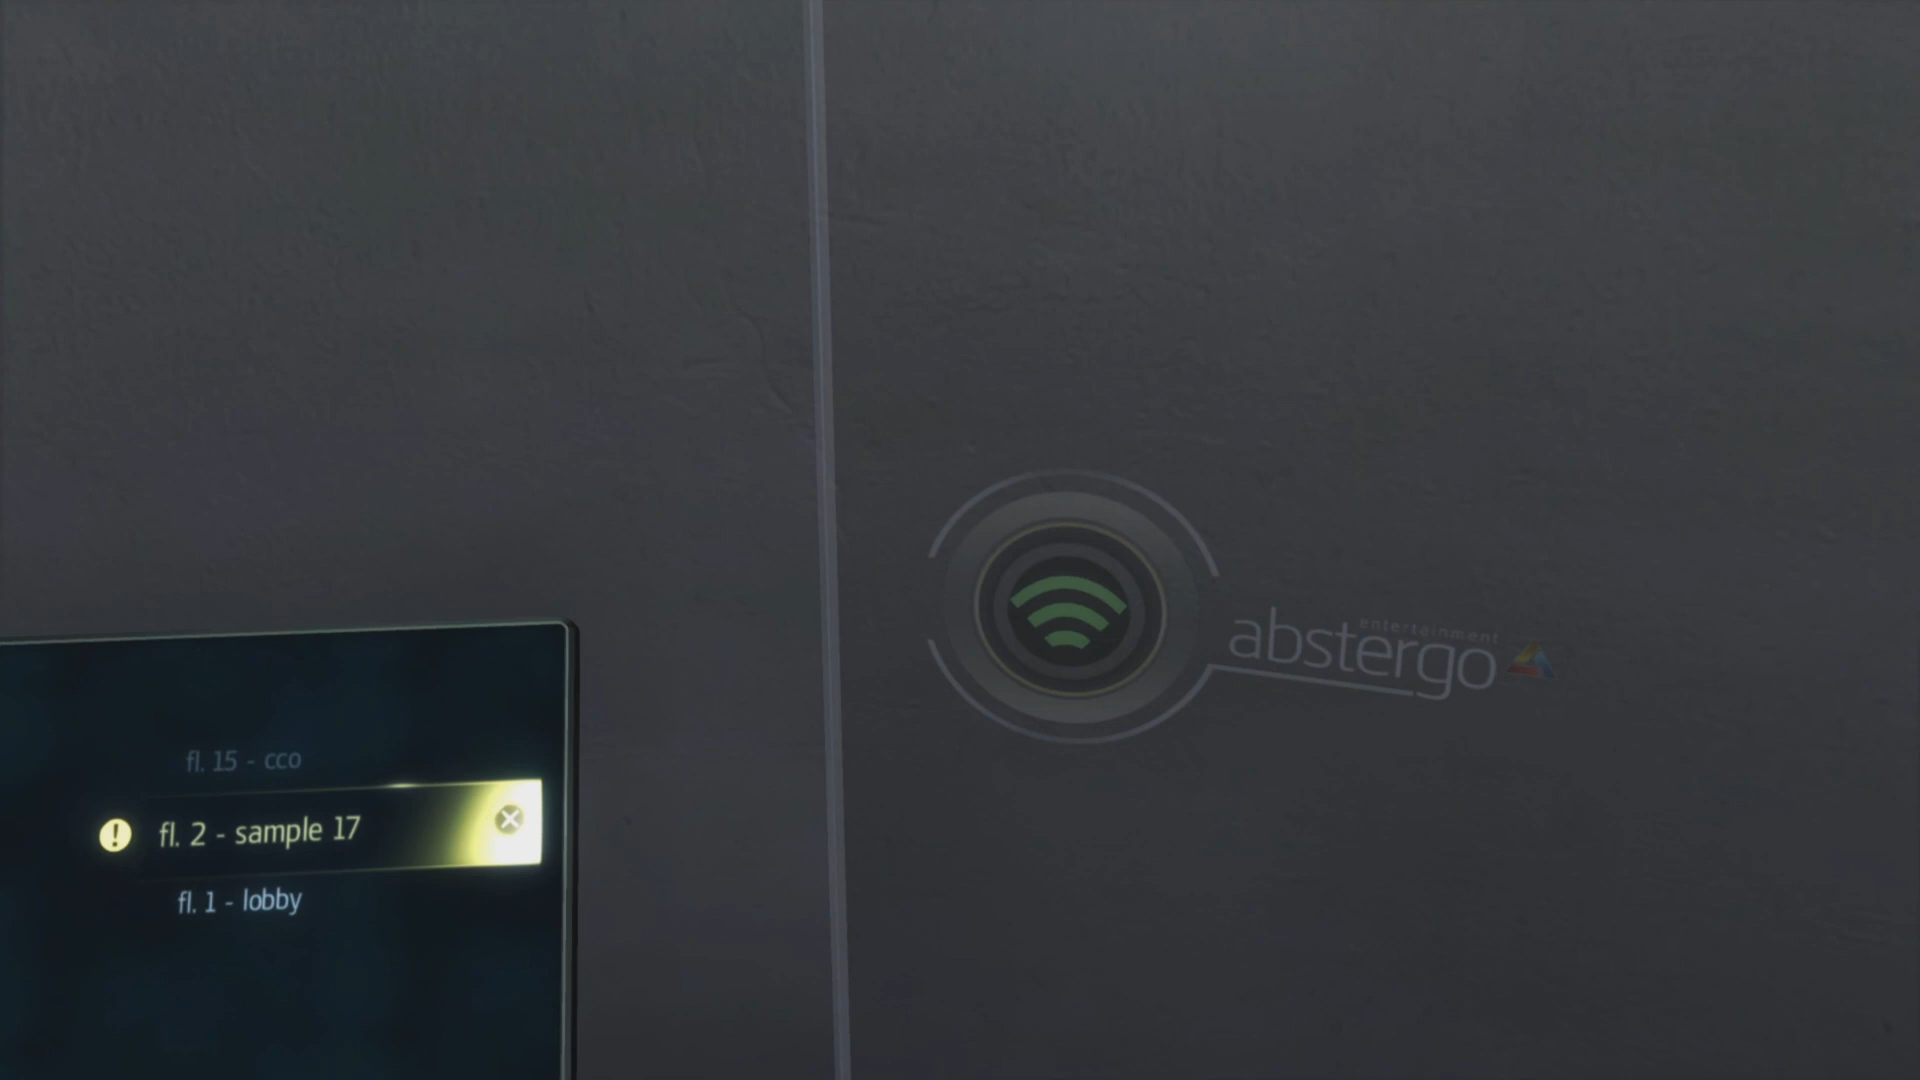 entertainment
abstergo
fl. 15 - cco
! fl. 2 - sample 17
fl. 1 - lobby